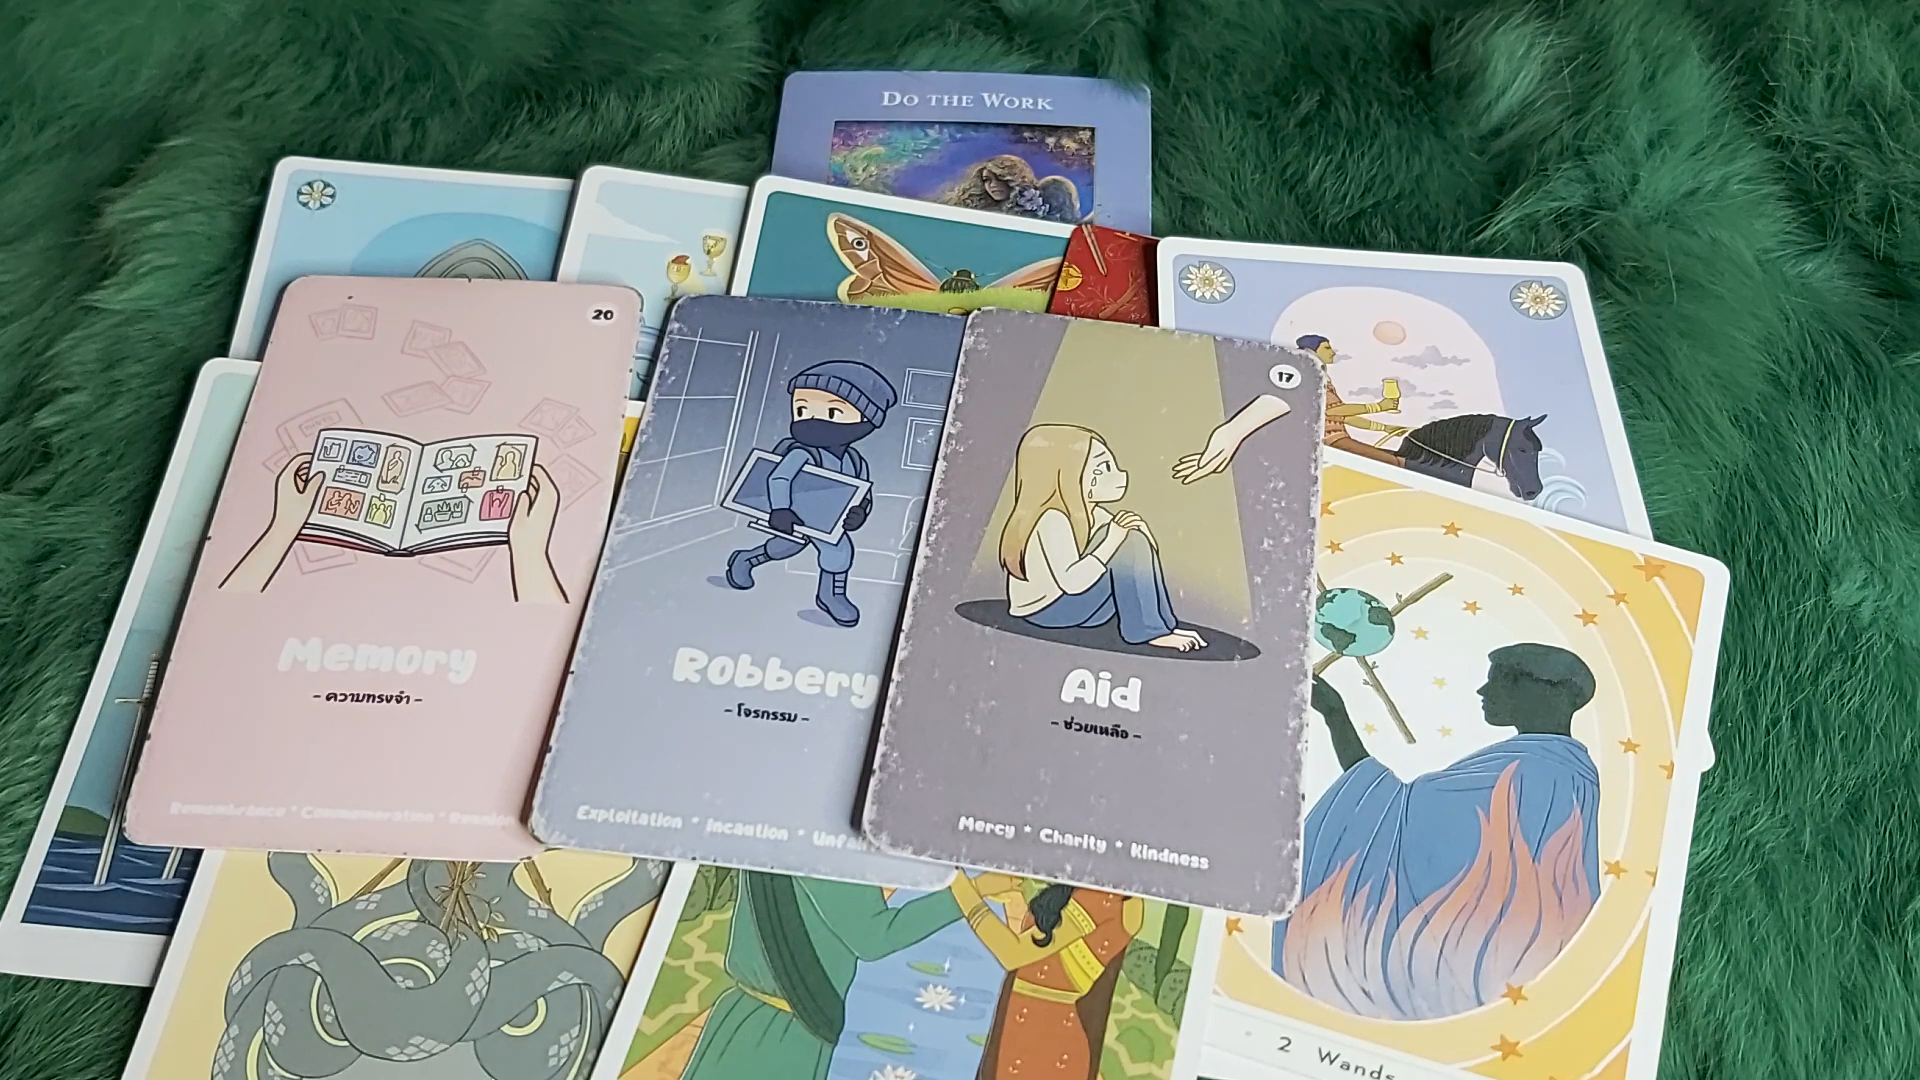 DO THE WORK
20
Memory
- ความทรงจำ -
Remembrance * Commemoration * Reunion
Robbery
- โจรกรรม -
Exploitation * Incaution *
17
Aid
- ช่วยเหลือ -
Mercy * Charity * Kindness
2 Wands